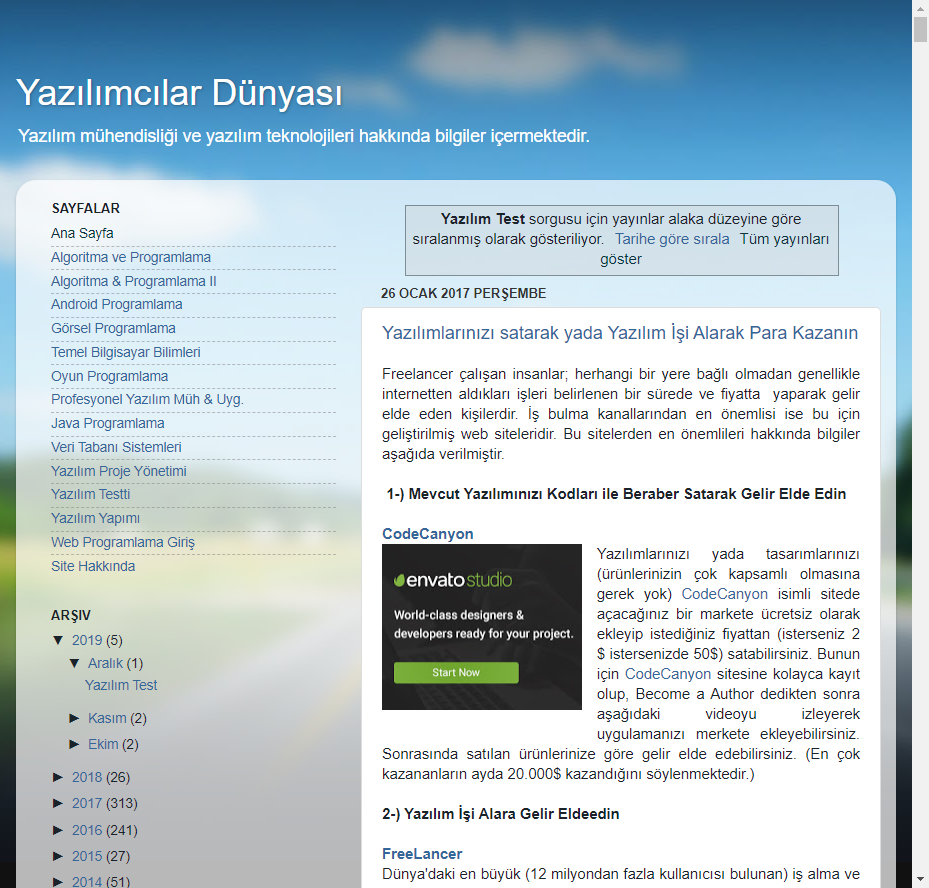 Yazılımcılar Dünyası
Yazılım mühendisliği ve yazılım teknolojileri hakkında bilgiler içermektedir.
SAYFALAR
Ana Sayfa
Algoritma ve Programlama
Algoritma & Programlama II
Android Programlama
Görsel Programlama
Temel Bilgisayar Bilimleri
Oyun Programlama
Profesyonel Yazılım Müh & Uyg.
Java Programlama
Veri Tabanı Sistemleri
Yazılım Proje Yönetimi
Yazılım Testti
Yazılım Yapımı
Web Programlama Giriş
Site Hakkında
ARŞIV
▼ 2019 (5)
▼ Aralık (1)
Yazılım Test
► Kasım (2)
► Ekim (2)
► 2018 (26)
► 2017 (313)
► 2016 (241)
► 2015 (27)
► 2014 (51)
Yazılım Test sorgusu için yayınlar alaka düzeyine göre
sıralanmış olarak gösteriliyor. Tarihe göre sırala Tüm yayınları
göster
26 OCAK 2017 PERŞEMBE
Yazılımlarınızı satarak yada Yazılım İşi Alarak Para Kazanın
Freelancer çalışan insanlar; herhangi bir yere bağlı olmadan genellikle
internetten aldıkları işleri belirlenen bir sürede ve fiyatta yaparak gelir
elde eden kişilerdir. İş bulma kanallarından en önemlisi ise bu için
geliştirilmiş web siteleridir. Bu sitelerden en önemlileri hakkında bilgiler
aşağıda verilmiştir.
1-) Mevcut Yazılımınızı Kodları ile Beraber Satarak Gelir Elde Edin
CodeCanyon
envato studio
World-class designers &
developers ready for your project.
Start Now
Yazılımlarınızı yada tasarımlarınızı
(ürünlerinizin çok kapsamlı olmasına
gerek yok) CodeCanyon isimli sitede
açacağınız bir markete ücretsiz olarak
ekleyip istediğiniz fiyattan (isterseniz 2
$ istersenizde 50$) satabilirsiniz. Bunun
için CodeCanyon sitesine kolayca kayıt
olup, Become a Author dedikten sonra
aşağıdaki videoyu izleyerek
uygulamanızı merkete ekleyebilirsiniz.
Sonrasında satılan ürünlerinize göre gelir elde edebilirsiniz. (En çok
kazananların ayda 20.000$ kazandığını söylenmektedir.)
2-) Yazılım İşi Alara Gelir Eldeedin
FreeLancer
Dünya'daki en büyük (12 milyondan fazla kullanıcısı bulunan) iş alma ve